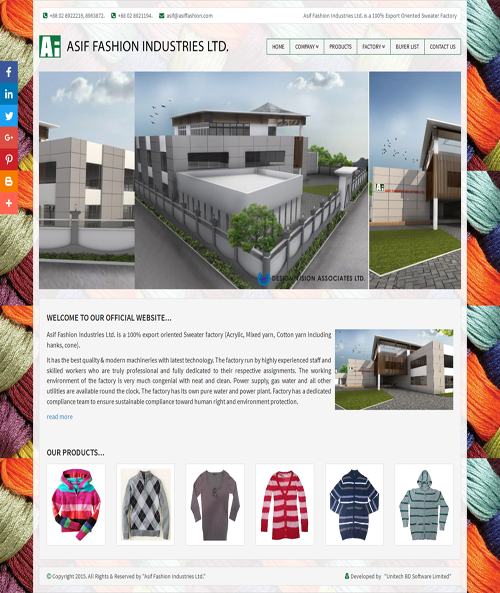 +88 02 8922216, 8963872. +88 02 8921194. asif@asiffashion.com
Asif Fashion Industries Ltd. is a 100% Export Oriented Sweater Factory
Ai ASIF FASHION INDUSTRIES LTD.
HOME COMPANY PRODUCTS FACTORY BUYER LIST CONTACT US
DESIGN VISION ASSOCIATES LTD.
WELCOME TO OUR OFFICIAL WEBSITE...
Asif Fashion Industries Ltd. is a 100% export oriented Sweater factory (Acrylic, Mixed yarn, Cotton yarn including
hanks, cone).
It has the best quality & modern machineries with latest technology. The factory run by highly experienced staff and
skilled workers who are truly professional and fully dedicated to their respective assignments. The working
environment of the factory is very much congenial with neat and clean. Power supply, gas water and all other
utilities are available round the clock. The factory has its own pure water and power plant. Factory has a dedicated
compliance team to ensure sustainable compliance toward human right and environment protection.
read more
OUR PRODUCTS...
© Copyright 2015. All Rights & Reserved by "Asif Fashion Industries Ltd."
Developed by "Unitech BD Software Limited"